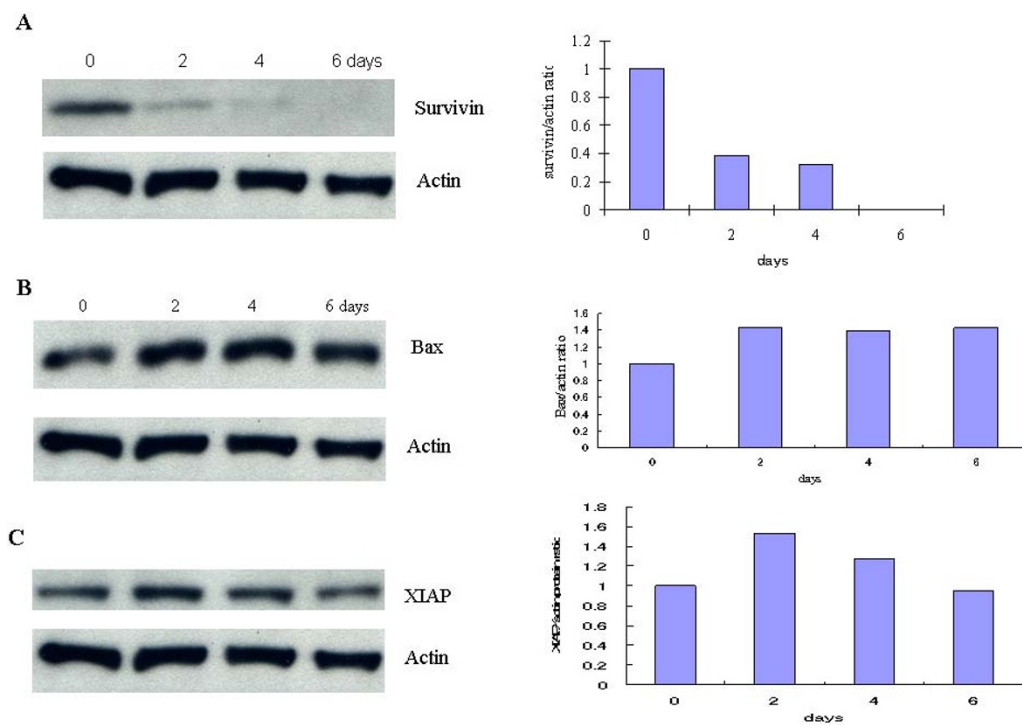 A
0 2 4 6 days
Survivin
Actin
1.2
1
0.8
0.6
0.4
0.2
0
survivin/actin ratio
0 2 4 6
days
B
0 2 4 6 days
Bax
Actin
1.6
1.4
1.2
1
0.8
0.6
0.4
0.2
0
Bax/actin ratio
0 2 4 6
days
C
XIAP
Actin
1.8
1.6
1.4
1.2
1
0.8
0.6
0.4
0.2
0
XIAP/actin protein ratio
0 2 4 6
days